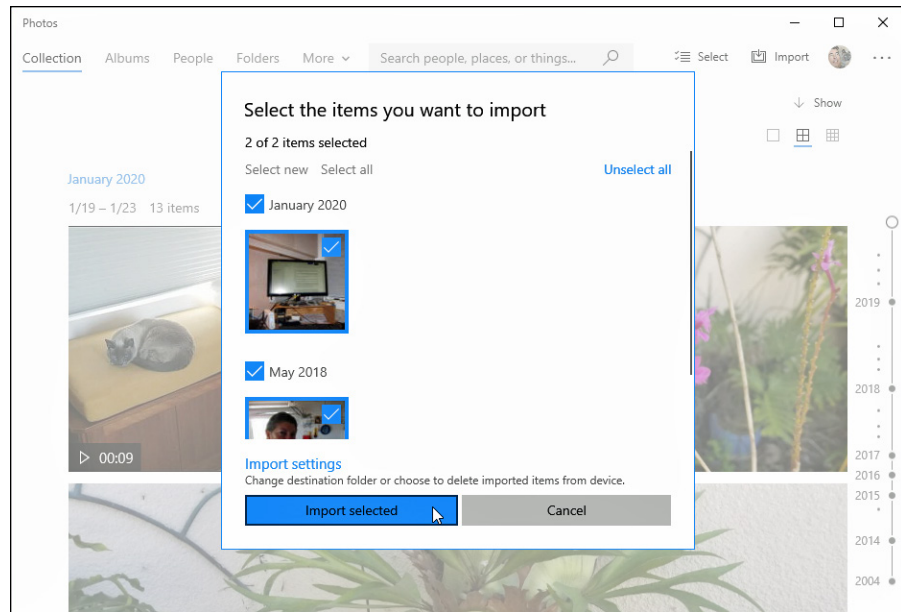 Photos
Collection Albums People Folders More Search people, places, or things... Select Import ...
Show
January 2020
1/19 – 1/23 13 items
00:09
Select the items you want to import
2 of 2 items selected
Select new Select all Unselect all
January 2020
May 2018
Import settings
Change destination folder or choose to delete imported items from device.
Import selected Cancel
2019
2018
2017
2016
2015
2014
2004